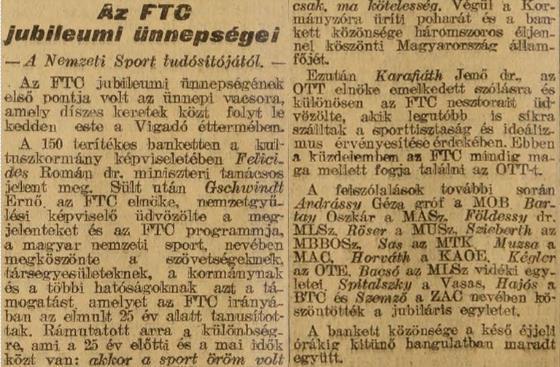 Az FTC
jubileumi ünnepségei
— A Nemzeti Sport tudósítójától. —
Az FTC jubileumi ünnepségének
első pontja volt az ünnepi vacsora,
amely díszes keretek közt folyt le
kedden este a Vigadó éttermében.
A 150 terítékes banketten a kul-
tuszkormány képviseletében Felici-
des Román dr. miniszteri tanácsos
jelent meg. Sült után Gschwindt
Ernő, az FTC elnöke, nemzetgyű-
lési képviselő üdvözölte a meg-
jelenteket és az FTC programmja,
a magyar nemzeti sport, nevében
megköszönte a szövetségeknek,
társegyesületeknek, a kormánynak
és a többi hatóságoknak azt a tá-
mogatást, amelyet az FTC irányá-
ban az elmult 25 év alatt tanusítot-
tak. Rámutatott arra a különbség-
re, ami a 25 év előtti és a mai idők
közt van: akkor a sport öröm volt
csak, ma kötelesség. Végül a Kor-
mányzóra üríti poharát és a ban-
kett közönsége háromszoros éljen-
nel köszönti Magyarország állam-
főjét.
Ezután Karafiáth Jenő dr., az
OTT elnöke emelkedett szólásra és
különösen az FTC nesztorait üd-
vözölte, akik legutóbb is síkra
szálltak a sporttisztaság és ideáliz-
mus érvényesítése érdekében. Ebben
a küzdelemben az FTC mindig ma-
ga mellett fogja találni az OTT-t.
A felszólalások további során
Andrássy Géza gróf a MOB, Bar-
tay Oszkár a MASz. Földessy dr.
MLSz, Röser a MUSz, Szieberth az
MBBOSz, Sas az MTK, Muzsa a
MAC, Horváth a KAOE, Kégler
az OTE, Bacsó az MLSz vidéki egy-
letei, Spitalszky a Vasas, Hajós a
BTC és Szemző a ZAC nevében kö-
szöntötték a jubiláris egyletet.
A bankett közönsége a késő éjjeli
órákig kitünő hangulatban maradt
együtt.